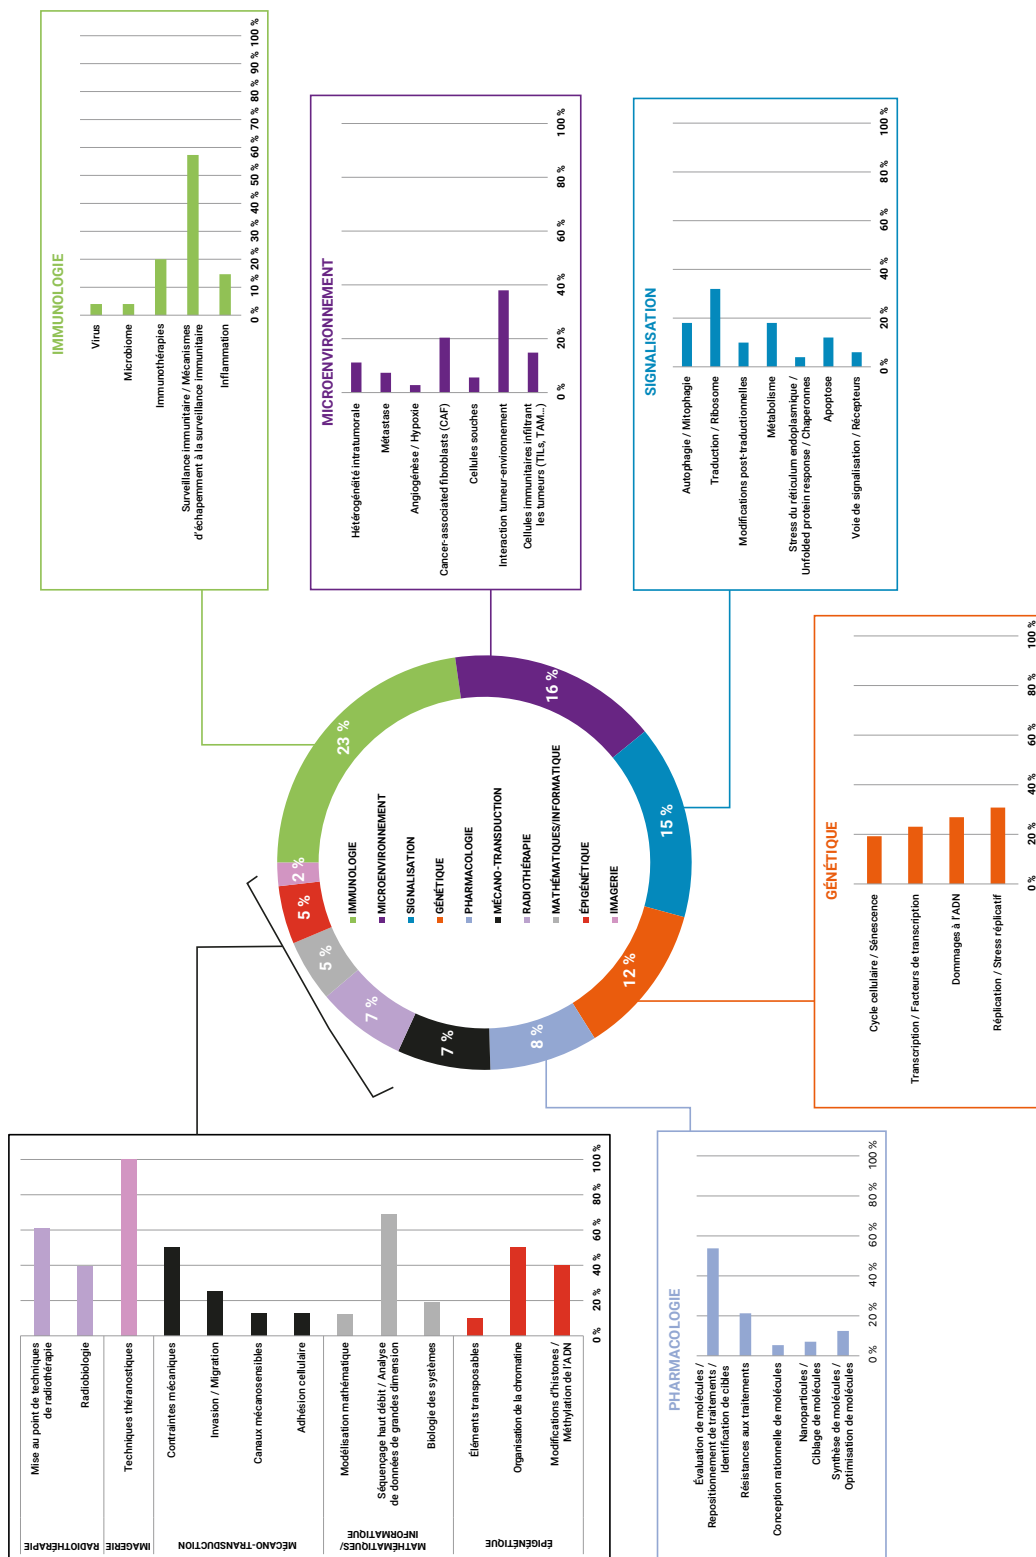 IMMUNOLOGIE
Virus
Microbiome
Immunothérapies
Surveillance immunitaire / Mécanismes
d'échapemment à la surveillance immunitaire
Inflammation
0 %
10 %
20 %
30 %
40 %
50 %
60 %
70 %
80 %
90 %
100 %
MICROENVIRONNEMENT
Hétérogénéité intratumorale
Métastase
Angiogénèse / Hypoxie
Cancer-associated fibroblasts (CAF)
Cellules souches
Interaction tumeur-environnement
Cellules immunitaires infiltrant
les tumeurs (TILs, TAM...)
0 %
20 %
40 %
60 %
80 %
100 %
SIGNALISATION
Autophagie / Mitophagie
Traduction / Ribosome
Modifications post-traductionnelles
Métabolisme
Stress du réticulum endoplasmique /
Unfolded protein response / Chaperonnes
Apoptose
Voie de signalisation / Récepteurs
0 %
20 %
40 %
60 %
80 %
100 %
23 %
16 %
15 %
12 %
8 %
7 %
7 %
5 %
5 %
2 %
IMMUNOLOGIE
MICROENVIRONNEMENT
SIGNALISATION
GÉNÉTIQUE
PHARMACOLOGIE
MÉCANO-TRANSDUCTION
RADIOTHÉRAPIE
MATHÉMATIQUES/INFORMATIQUE
ÉPIGÉNÉTIQUE
IMAGERIE
GÉNÉTIQUE
Cycle cellulaire / Sénescence
Transcription / Facteurs de transcription
Dommages à l'ADN
Réplication / Stress réplicatif
0 %
20 %
40 %
60 %
80 %
100 %
RADIOTHÉRAPIE
Mise au point de techniques
de radiothérapie
Radiobiologie
IMAGERIE
Techniques théranostiques
MÉCANO-TRANSDUCTION
Contraintes mécaniques
Invasion / Migration
Canaux mécanosensibles
Adhésion cellulaire
MATHÉMATIQUES/
INFORMATIQUE
Modélisation mathématique
Séquençage haut débit / Analyse
de données de grandes dimension
Biologie des systèmes
ÉPIGÉNÉTIQUE
Éléments transposables
Organisation de la chromatine
Modifications d'histones /
Méthylation de l'ADN
0 %
20 %
40 %
60 %
80 %
100 %
PHARMACOLOGIE
Évaluation de molécules /
Repositionnement de traitements /
Identification de cibles
Résistances aux traitements
Conception rationelle de molécules
Nanoparticules /
Ciblage de molécules
Synthèse de molécules /
Optimisation de molécules
0 %
20 %
40 %
60 %
80 %
100 %